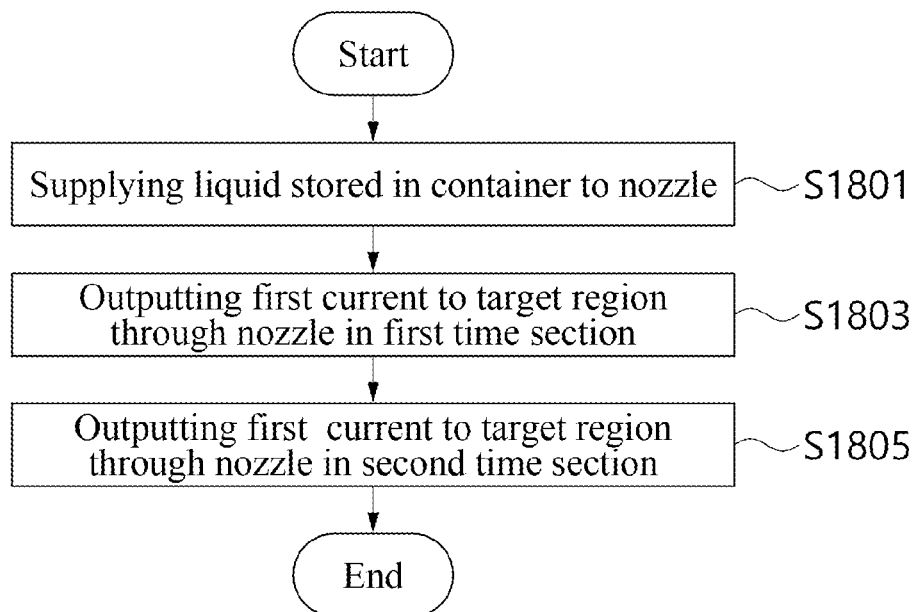 Start
Supplying liquid stored in container to nozzle
S1801
Outputting first current to target region
through nozzle in first time section
S1803
Outputting first current to target region
through nozzle in second time section
S1805
End